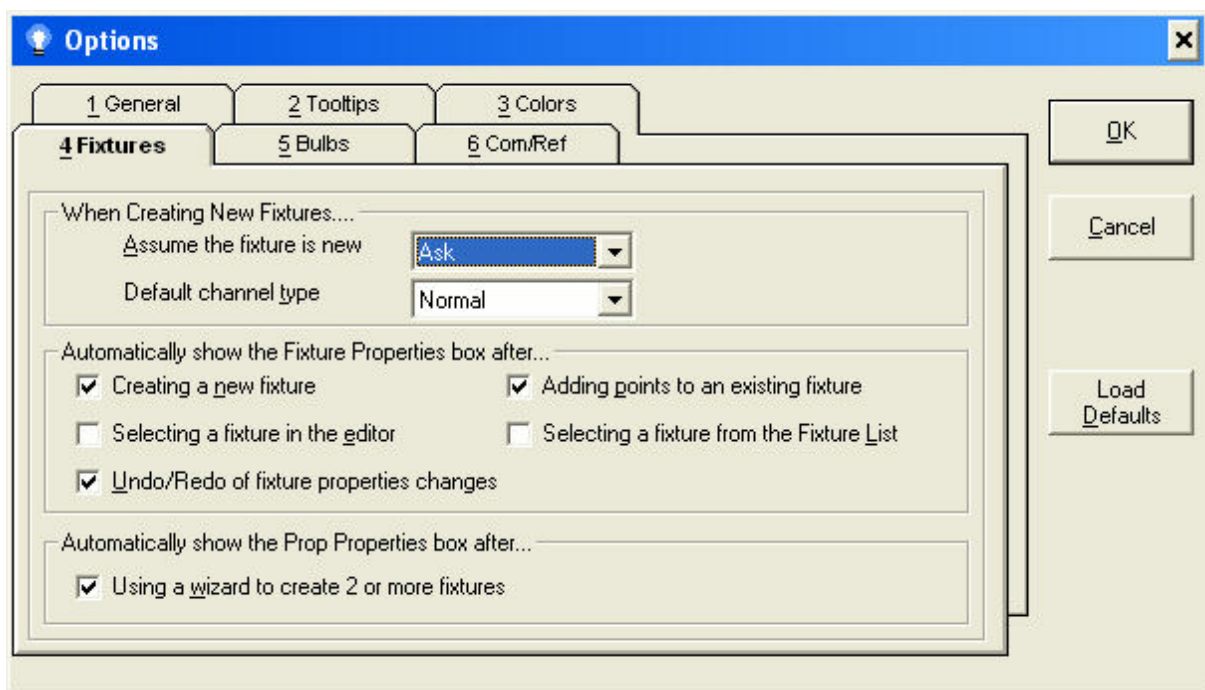 Options
1 General
2 Tooltips
3 Colors
4 Fixtures
5 Bulbs
6 Com/Ref
OK
Cancel
Load
Defaults
When Creating New Fixtures....
Assume the fixture is new
Ask
Default channel type
Normal
Automatically show the Fixture Properties box after...
Creating a new fixture
Adding points to an existing fixture
Selecting a fixture in the editor
Selecting a fixture from the Fixture List
Undo/Redo of fixture properties changes
Automatically show the Prop Properties box after...
Using a wizard to create 2 or more fixtures